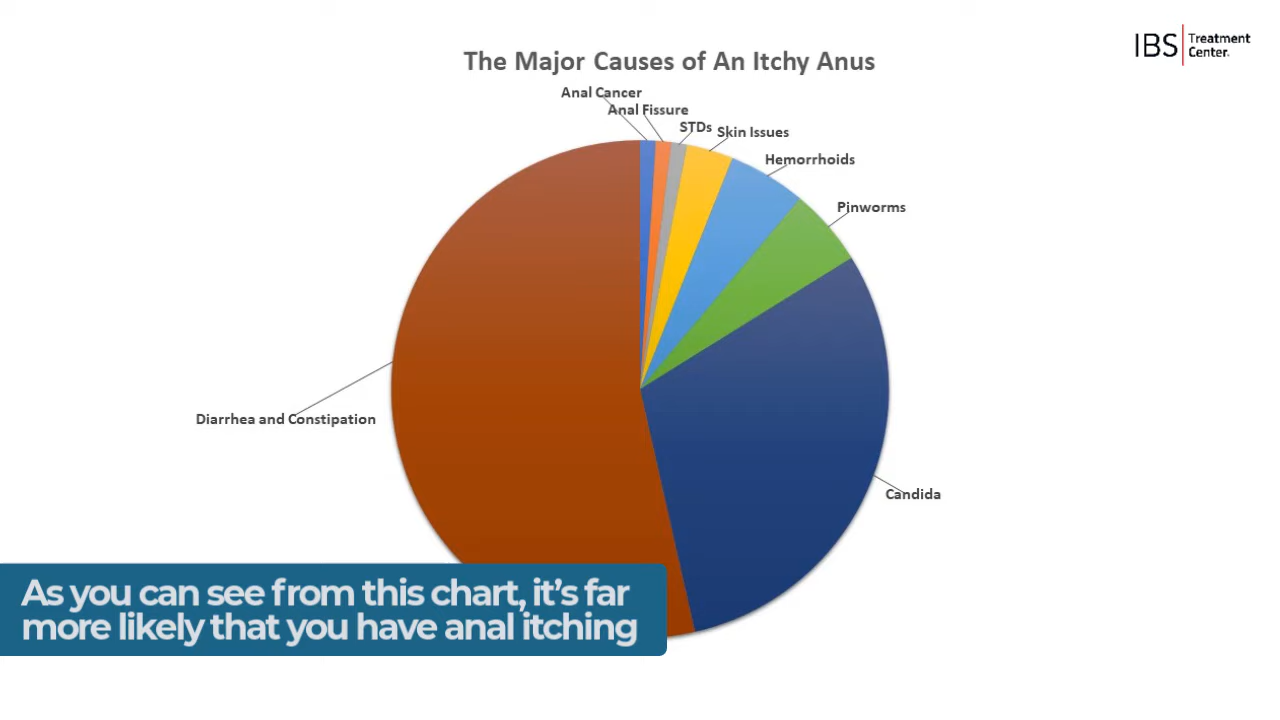 IBS Treatment
Center.
The Major Causes of An Itchy Anus
Anal Cancer
Anal Fissure
STDs
Skin Issues
Hemorrhoids
Pinworms
Diarrhea and Constipation
Candida
As you can see from this chart, it's far
more likely that you have anal itching